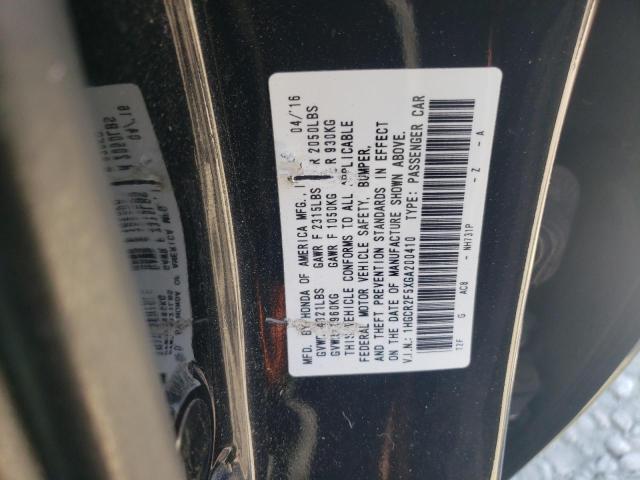 MFD. BY HONDA OF AMERICA MFG., 04/'16
GVWR 4321LBS GAWR F 2315LBS R 2050LBS
GVWR 1960KG GAWR F 1050KG R 930KG
THIS VEHICLE CONFORMS TO ALL APPLICABLE
FEDERAL MOTOR VEHICLE SAFETY, BUMPER,
AND THEFT PREVENTION STANDARDS IN EFFECT
ON THE DATE OF MANUFACTURE SHOWN ABOVE.
V.I.N.: 1HGCR2F5XGA200410 TYPE: PASSENGER CAR
T2F G AC8 - NH731P - Z - A